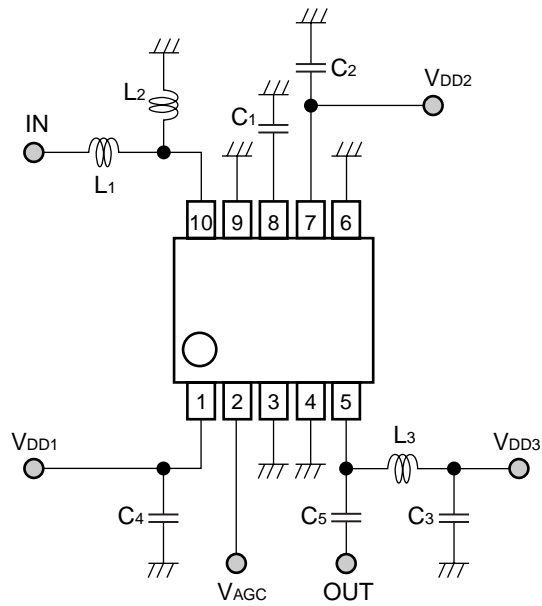 C2
VDD2
L2
C1
IN
L1
10 9 8 7 6
1 2 3 4 5
VDD1
L3
VDD3
C4
C5
C3
VAGC
OUT